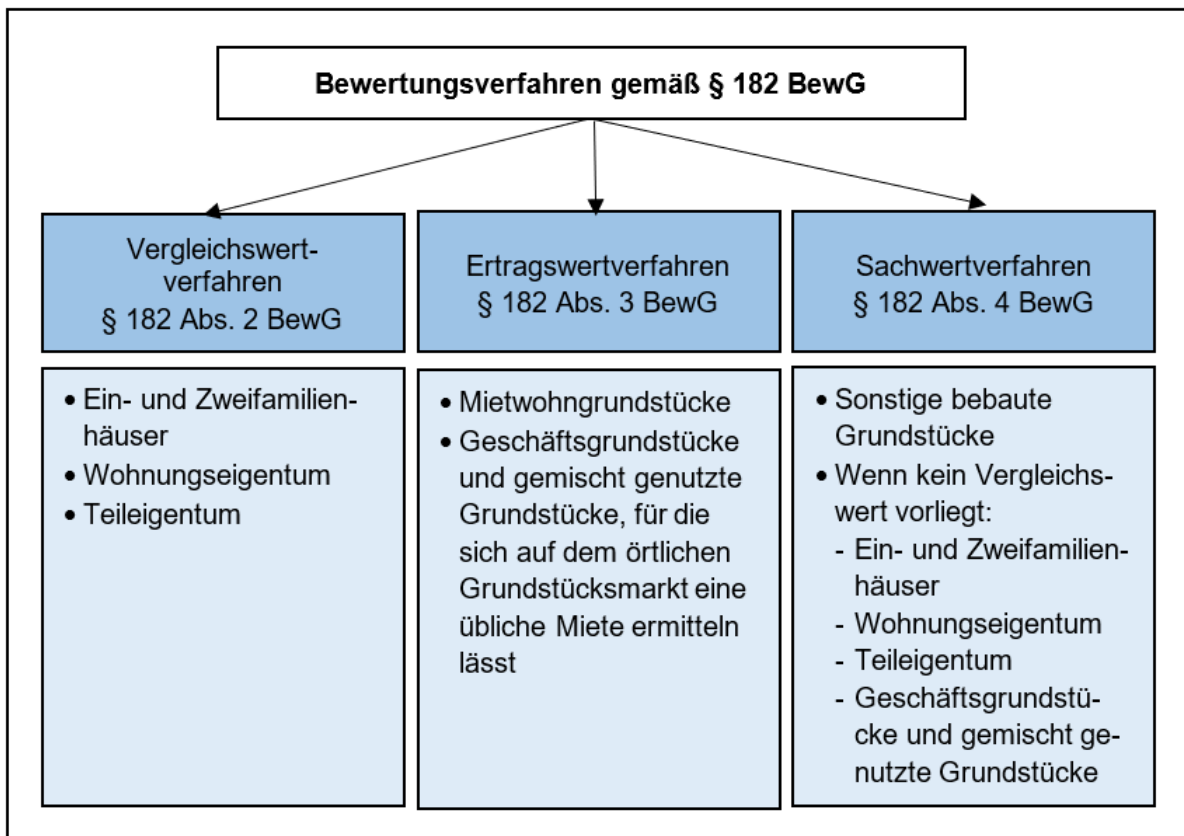 Bewertungsverfahren gemäß § 182 BewG
Vergleichswert-
verfahren
§ 182 Abs. 2 BewG
• Ein- und Zweifamilien-
häuser
• Wohnungseigentum
• Teileigentum
Ertragswertverfahren
§ 182 Abs. 3 BewG
• Mietwohngrundstücke
• Geschäftsgrundstücke
und gemischt genutzte
Grundstücke, für die
sich auf dem örtlichen
Grundstücksmarkt eine
übliche Miete ermitteln
lässt
Sachwertverfahren
§ 182 Abs. 4 BewG
• Sonstige bebaute
Grundstücke
• Wenn kein Vergleichs-
wert vorliegt:
- Ein- und Zweifamilien-
häuser
- Wohnungseigentum
- Teileigentum
- Geschäftsgrundstü-
cke und gemischt ge-
nutzte Grundstücke